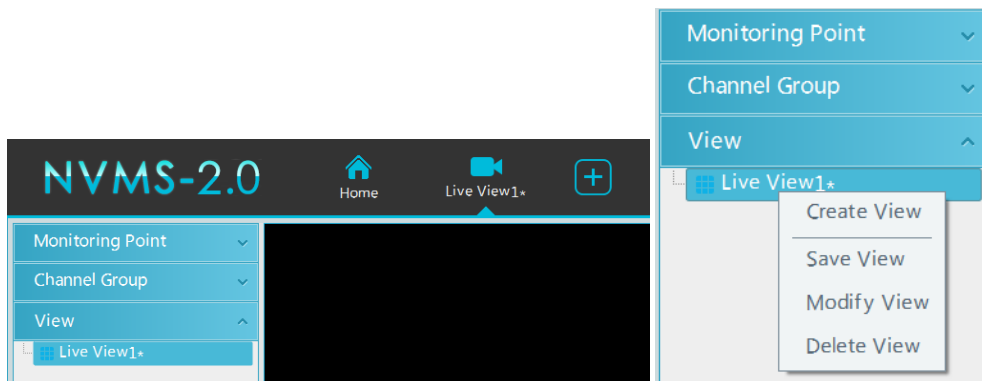 NVMS-2.0
Home
Live View1*
Monitoring Point
Channel Group
View
Live View1*
Monitoring Point
Channel Group
View
Live View1*
Create View
Save View
Modify View
Delete View